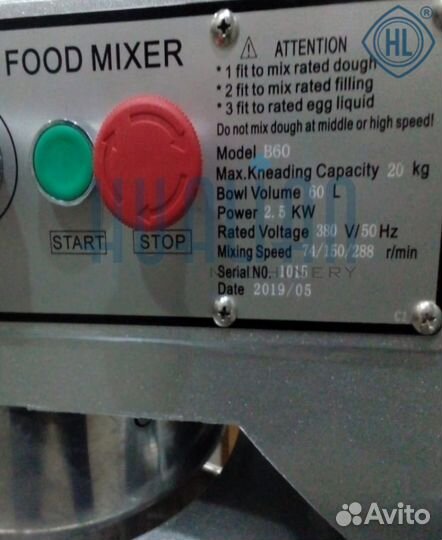 HL
®
FOOD MIXER
ATTENTION
* 1 fit to mix rated dough
* 2 fit to mix rated filling
* 3 fit to rated egg liquid
Do not mix dough at middle or high speed!
Model B60
Max.Kneading Capacity 20 kg
Bowl Volume 60 L
Power 2.5 KW
Rated Voltage 380 V/50 Hz
Mixing Speed 74/150/288 r/min
Serial NO. 1015
Date 2019/05
START
STOP
MACHINERY
C1
Avito